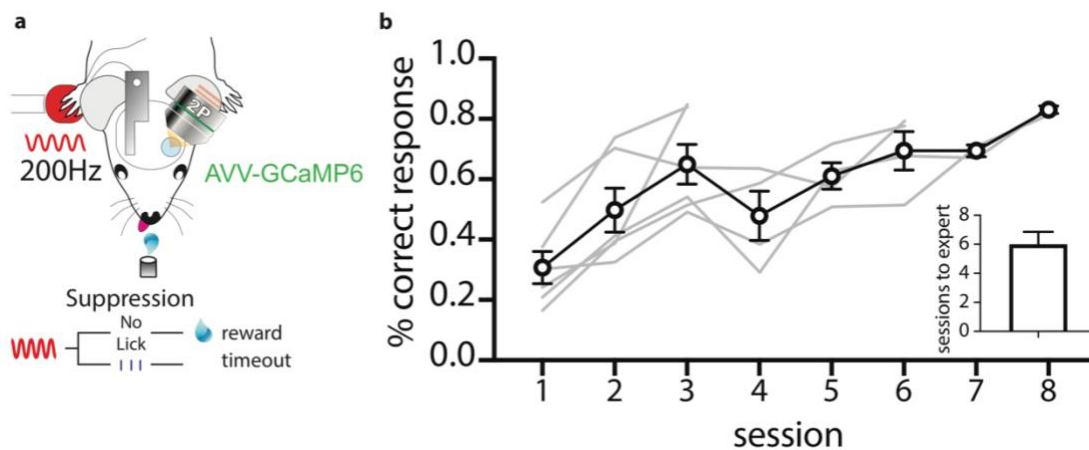 a
2P
200Hz
AVV-GCaMP6
Suppression
No
Lick
reward
timeout
b
% correct response
1.0
0.8
0.6
0.4
0.2
0.0
1 2 3 4 5 6 7 8
session
sessions to expert
8
6
4
2
0